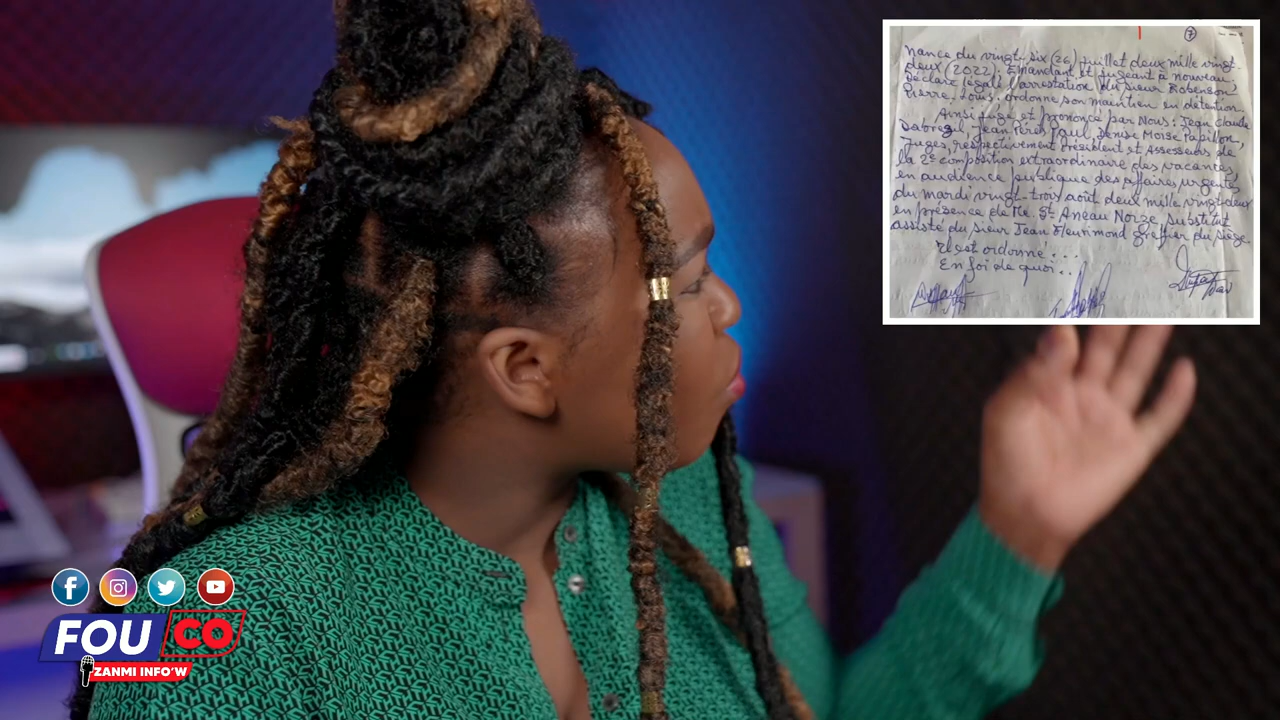 7
nance du vingt-six (26) juillet deux mille vingt-
deux (2022); Emandant et jugeant à nouveau;
Déclare légale l'arrestation du sieur Robenson
Pierre-Louis; ordonne son maintien en détention.
Ainsi jugé et prononcé par Nous: Jean Claude
Dabrezil, Jean Pérès Paul, Denise Moïse Papillon,
Juges, respectivement Président et Assesseurs de
la 2e composition extraordinaire des vacances,
en audience publique des affaires urgentes
du mardi vingt-trois août deux mille vingt-deux
en présence de Me. St Aneau Norze, substitut
assisté du sieur Jean Fleurimond greffier du siège.
Il est ordonné...
En foi de quoi...
FOU CO
ZANMI INFO'W